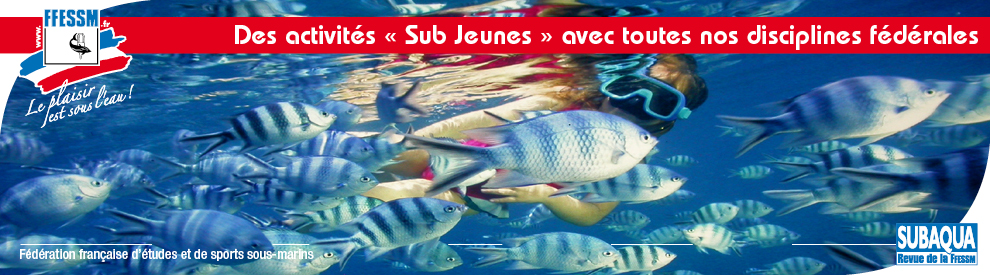 www.
FFESSM
.fr
Des activités « Sub Jeunes » avec toutes nos disciplines fédérales
Le plaisir
est sous l'eau !
Fédération française d'études et de sports sous-marins
SUBAQUA
Revue de la FFESSM